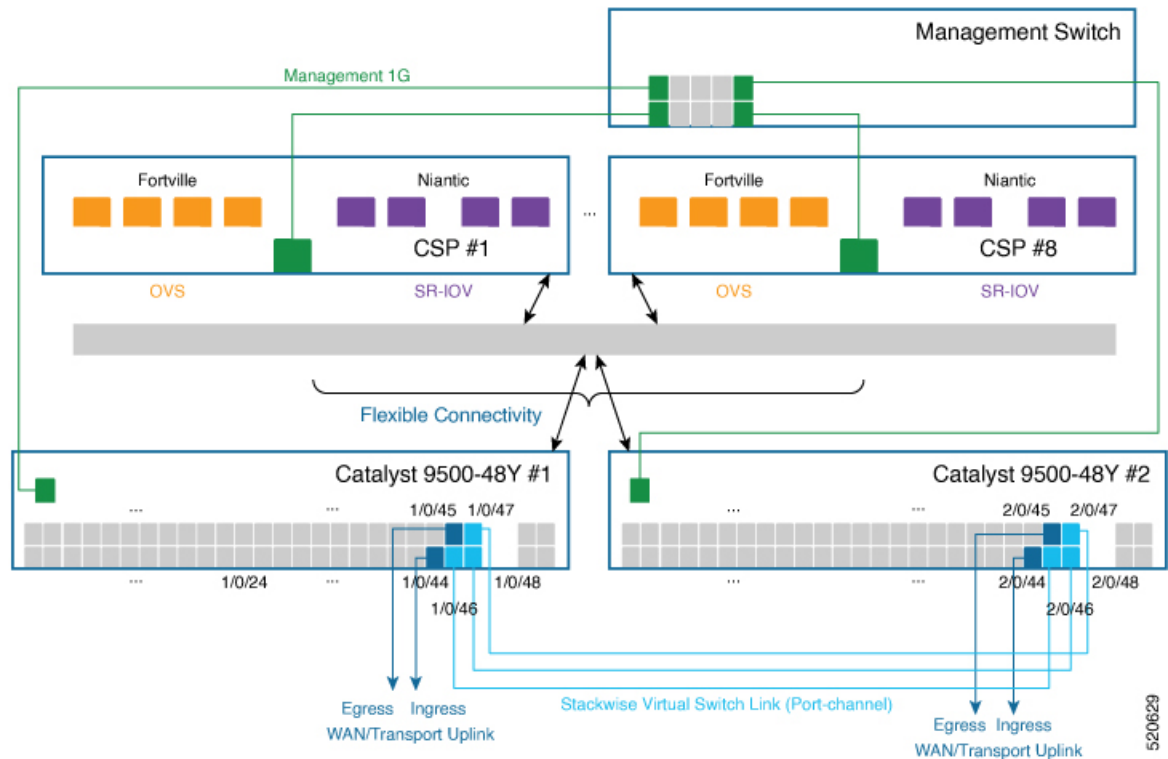 Management Switch
Management 1G
Fortville
Niantic
CSP #1
...
Fortville
Niantic
CSP #8
OVS
SR-IOV
OVS
SR-IOV
Flexible Connectivity
Catalyst 9500-48Y #1
... ... 1/0/45 1/0/47
... 1/0/24 ... 1/0/44 1/0/48
1/0/46
Catalyst 9500-48Y #2
... ... 2/0/45 2/0/47
... ... 2/0/44 2/0/48
2/0/46
Stackwise Virtual Switch Link (Port-channel)
Egress Ingress
WAN/Transport Uplink
Egress Ingress
WAN/Transport Uplink
520629